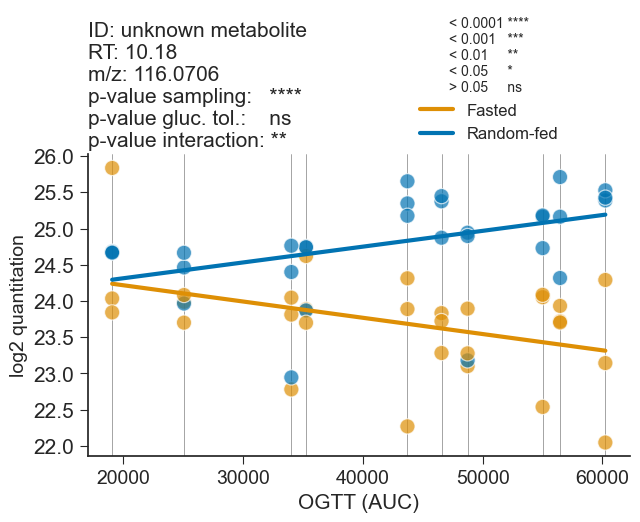 ID: unknown metabolite
RT: 10.18
m/z: 116.0706
p-value sampling: ****
p-value gluc. tol.: ns
p-value interaction: **
< 0.0001 ****
< 0.001 ***
< 0.01 **
< 0.05 *
> 0.05 ns
Fasted
Random-fed
log2 quantitation
26.0
25.5
25.0
24.5
24.0
23.5
23.0
22.5
22.0
20000 30000 40000 50000 60000
OGTT (AUC)